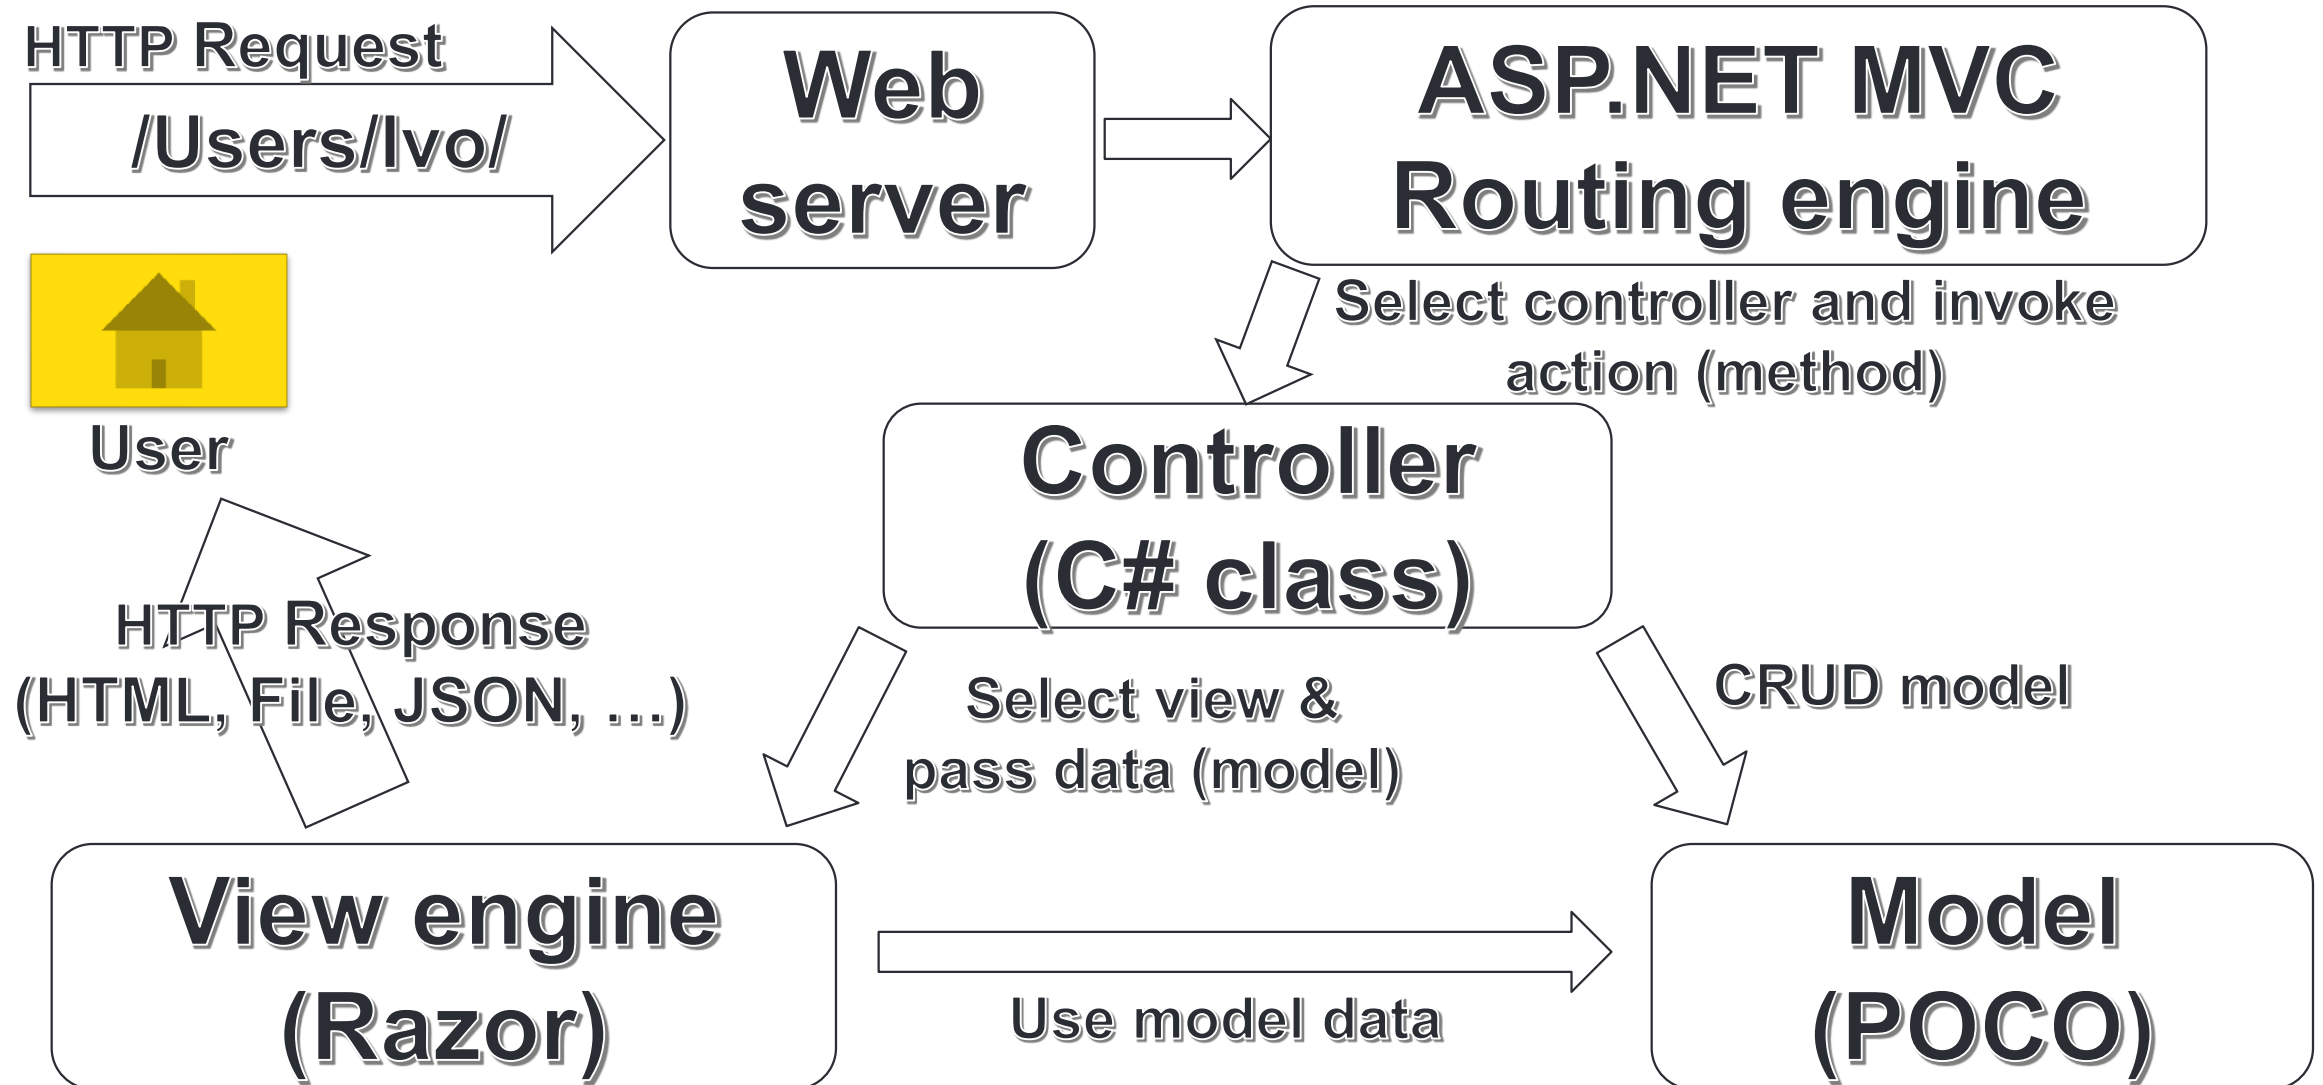 HTTP Request
/Users/Ivo/
Web
server
ASP.NET MVC
Routing engine
User
Select controller and invoke
action (method)
Controller
(C# class)
HTTP Response
(HTML, File, JSON, …)
Select view &
pass data (model)
CRUD model
View engine
(Razor)
Use model data
Model
(POCO)